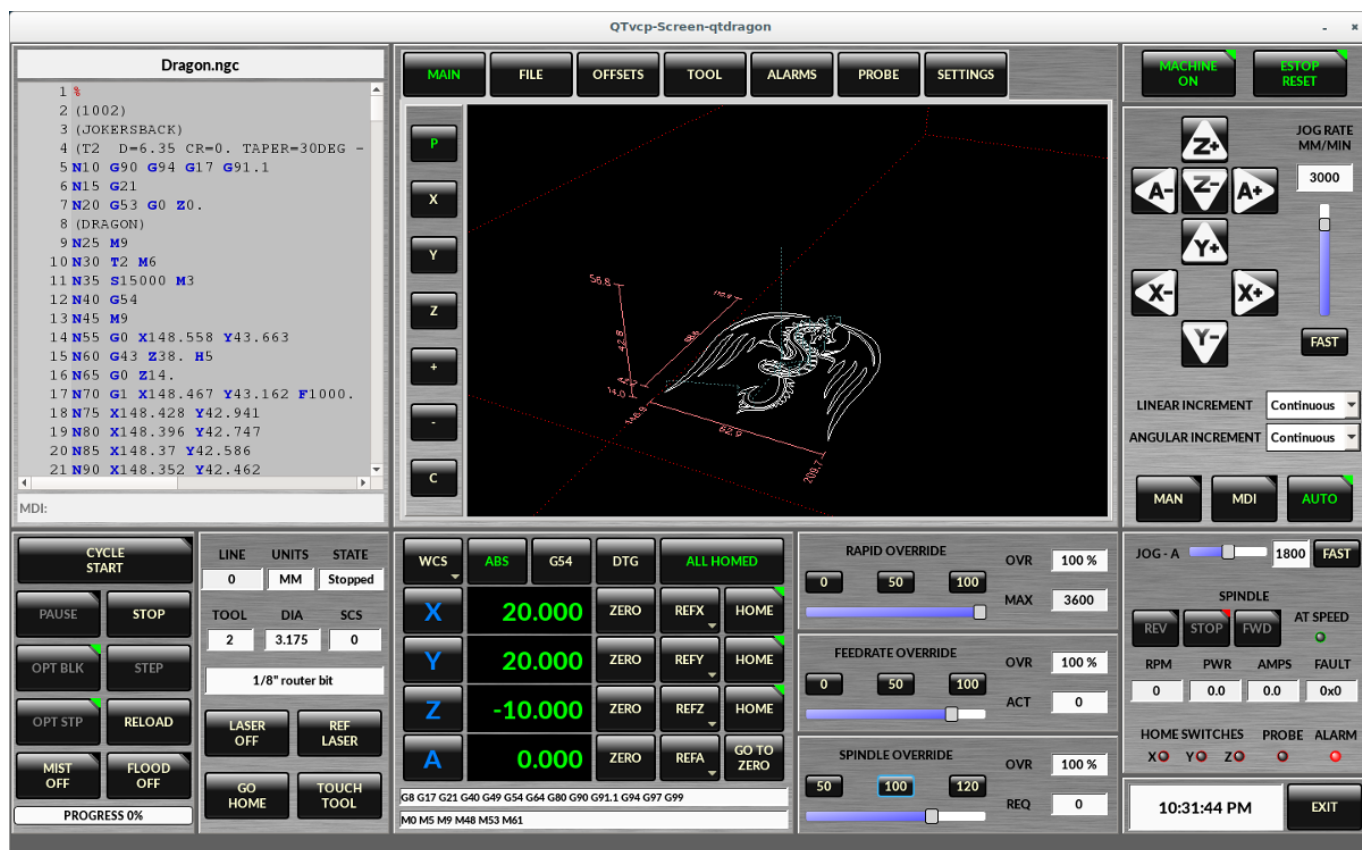 QTvcp-Screen-qtdragon
Dragon.ngc
1 %
2 (1002)
3 (JOKERSBACK)
4 (T2  D=6.35 CR=0. TAPER=30DEG -
5 N10 G90 G94 G17 G91.1
6 N15 G21
7 N20 G53 G0 Z0.
8 (DRAGON)
9 N25 M9
10 N30 T2 M6
11 N35 S15000 M3
12 N40 G54
13 N45 M9
14 N55 G0 X148.558 Y43.663
15 N60 G43 Z38. H5
16 N65 G0 Z14.
17 N70 G1 X148.467 Y43.162 F1000.
18 N75 X148.428 Y42.941
19 N80 X148.396 Y42.747
20 N85 X148.37 Y42.586
21 N90 X148.352 Y42.462
MDI:
MAIN FILE OFFSETS TOOL ALARMS PROBE SETTINGS
P
X
Y
Z
+
-
C
56.8
42.8
14.0
146.9
62.9
209.7
MACHINE ON
ESTOP RESET
Z+
A- Z- A+
Y+
X- X+
Y-
JOG RATE
MM/MIN
3000
FAST
LINEAR INCREMENT Continuous
ANGULAR INCREMENT Continuous
MAN MDI AUTO
CYCLE START
PAUSE STOP
OPT BLK STEP
OPT STP RELOAD
MIST OFF
FLOOD OFF
PROGRESS 0%
LINE UNITS STATE
0 MM Stopped
TOOL DIA SCS
2 3.175 0
1/8" router bit
LASER OFF
REF LASER
GO HOME
TOUCH TOOL
WCS ABS G54 DTG ALL HOMED
X 20.000 ZERO REFX HOME
Y 20.000 ZERO REFY HOME
Z -10.000 ZERO REFZ HOME
A 0.000 ZERO REFA GO TO ZERO
G8 G17 G21 G40 G49 G54 G64 G80 G90 G91.1 G94 G97 G99
M0 M5 M9 M48 M53 M61
RAPID OVERRIDE OVR 100 %
0 50 100
MAX 3600
FEEDRATE OVERRIDE OVR 100 %
0 50 100
ACT 0
SPINDLE OVERRIDE OVR 100 %
50 100 120
REQ 0
JOG - A 1800 FAST
SPINDLE
REV STOP FWD
AT SPEED
RPM PWR AMPS FAULT
0 0.0 0.0 0x0
HOME SWITCHES PROBE ALARM
X Y Z
10:31:44 PM EXIT